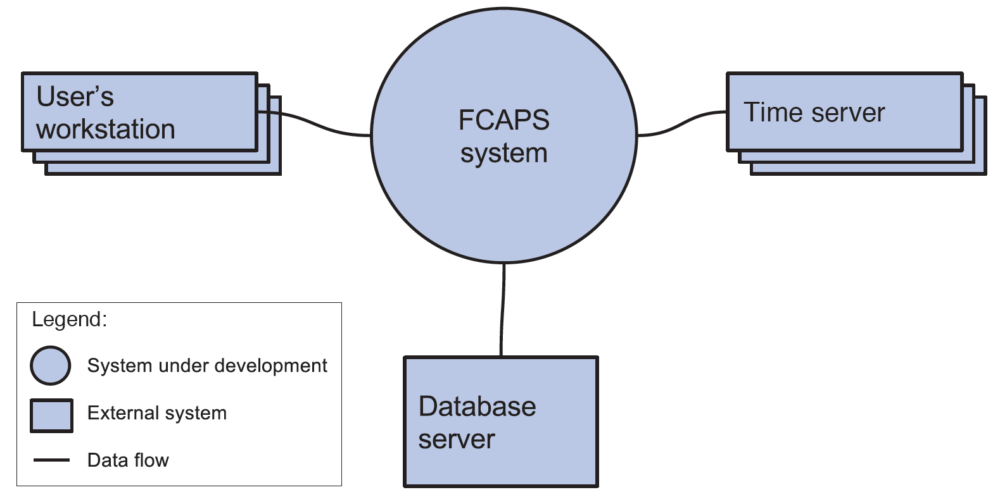 User’s
workstation
FCAPS
system
Time server
Database
server
Legend:
System under development
External system
Data flow